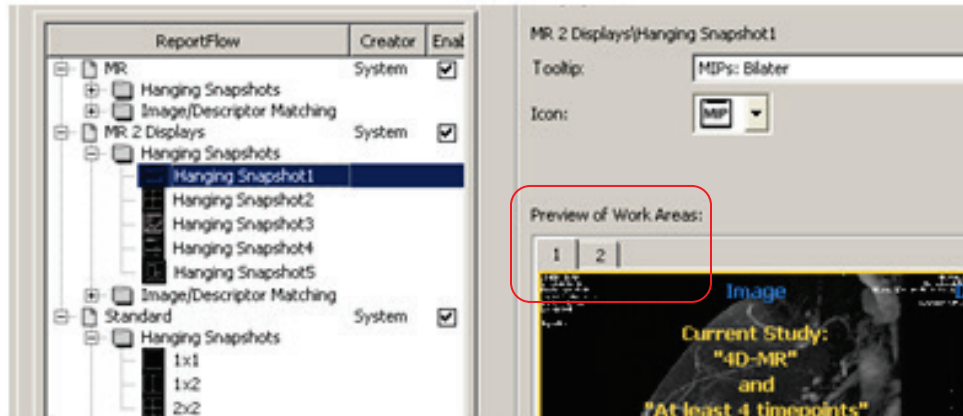 ReportFlow Creator Enab
MR System
Hanging Snapshots
Image/Descriptor Matching
MR 2 Displays System
Hanging Snapshots
Hanging Snapshot1
Hanging Snapshot2
Hanging Snapshot3
Hanging Snapshot4
Hanging Snapshot5
Image/Descriptor Matching
Standard System
Hanging Snapshots
1x1
1x2
2x2
MR 2 Displays\Hanging Snapshot1
Tooltip: MIPs: Bilater
Icon: MIP
Preview of Work Areas:
1 2
Image
Current Study:
"4D-MR"
and
"At least 4 timepoints"